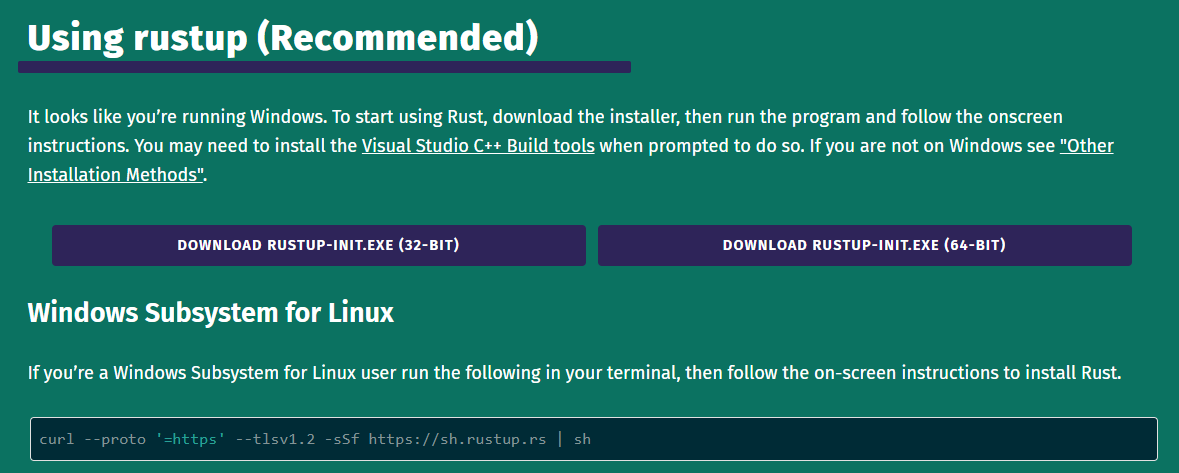 Using rustup (Recommended)
It looks like you’re running Windows. To start using Rust, download the installer, then run the program and follow the onscreen
instructions. You may need to install the Visual Studio C++ Build tools when prompted to do so. If you are not on Windows see "Other
Installation Methods".
DOWNLOAD RUSTUP-INIT.EXE (32-BIT)
DOWNLOAD RUSTUP-INIT.EXE (64-BIT)
Windows Subsystem for Linux
If you’re a Windows Subsystem for Linux user run the following in your terminal, then follow the on-screen instructions to install Rust.
curl --proto '=https' --tlsv1.2 -sSf https://sh.rustup.rs | sh